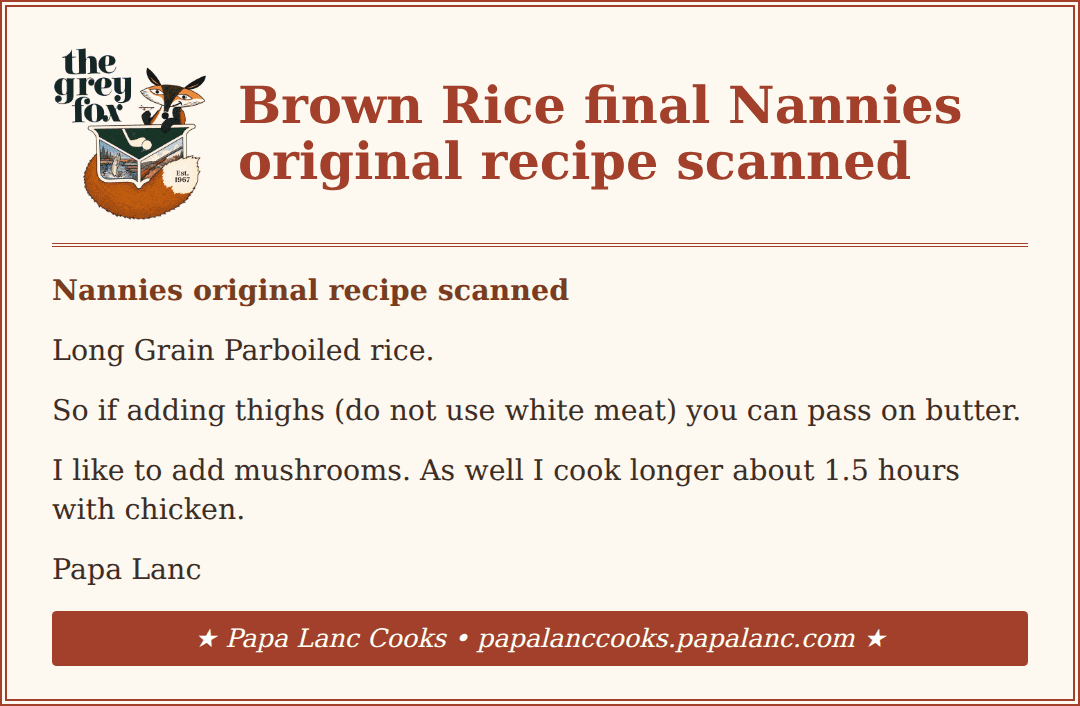 the
grey
fox
Est.
1967
Brown Rice final Nannies
original recipe scanned
Nannies original recipe scanned
Long Grain Parboiled rice.
So if adding thighs (do not use white meat) you can pass on butter.
I like to add mushrooms. As well I cook longer about 1.5 hours
with chicken.
Papa Lanc
★ Papa Lanc Cooks • papalanccooks.papalanc.com ★